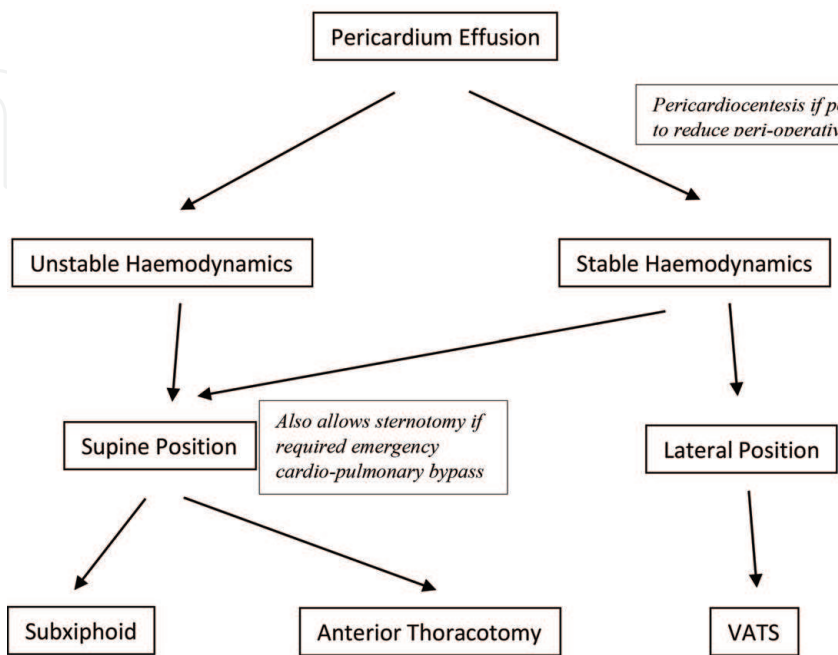 Pericardium Effusion
Pericardiocentesis if
to reduce peri-operative
Unstable Haemodynamics
Stable Haemodynamics
Also allows sternotomy if
required emergency
cardio-pulmonary bypass
Supine Position
Lateral Position
Subxiphoid
Anterior Thoracotomy
VATS